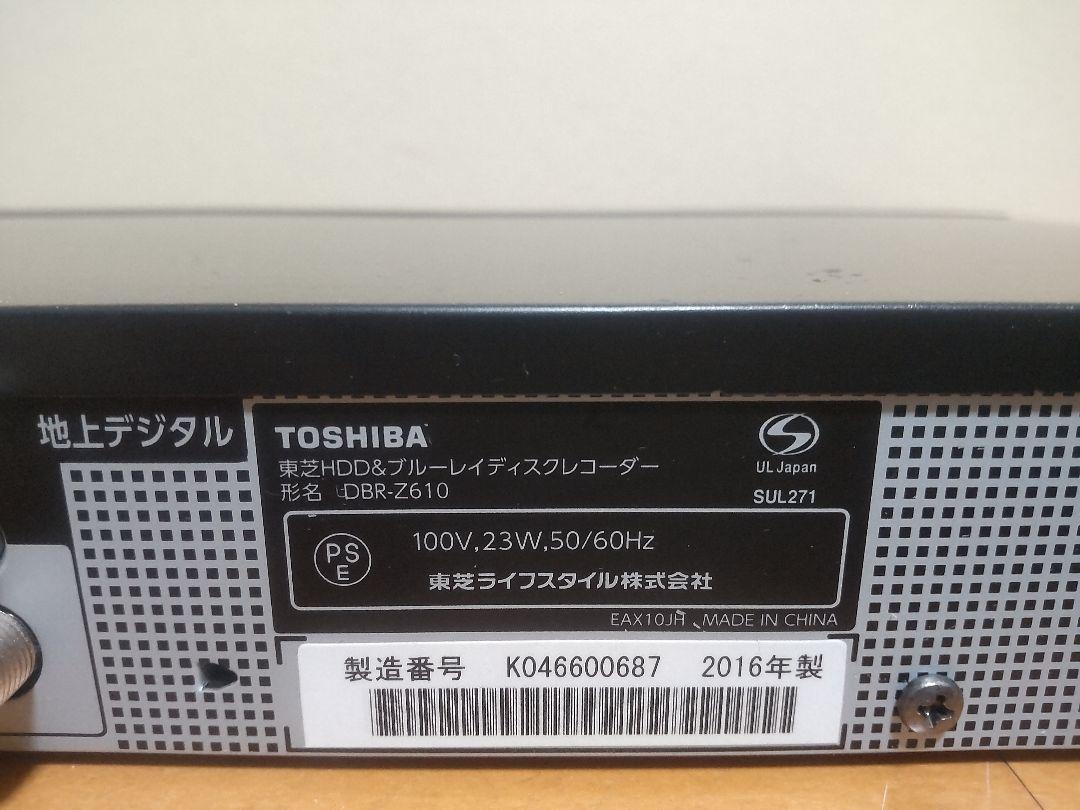 地上デジタル
TOSHIBA
東芝HDD&ブルーレイディスクレコーダー
形名 DBR-Z610
UL Japan
SUL271
PS
E
100V,23W,50/60Hz
東芝ライフスタイル株式会社
EAX10JH MADE IN CHINA
製造番号 K046600687 2016年製